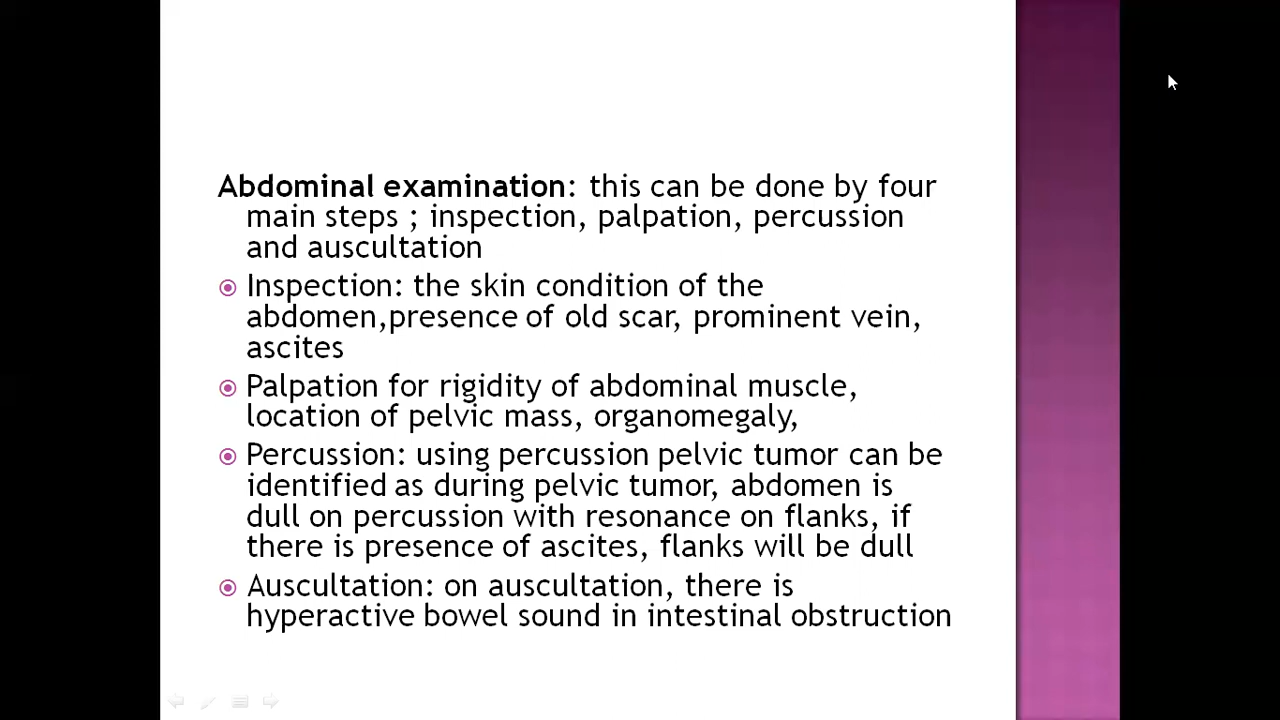 Abdominal examination: this can be done by four
main steps ; inspection, palpation, percussion
and auscultation
Inspection: the skin condition of the
abdomen,presence of old scar, prominent vein,
ascites
Palpation for rigidity of abdominal muscle,
location of pelvic mass, organomegaly,
Percussion: using percussion pelvic tumor can be
identified as during pelvic tumor, abdomen is
dull on percussion with resonance on flanks, if
there is presence of ascites, flanks will be dull
Auscultation: on auscultation, there is
hyperactive bowel sound in intestinal obstruction